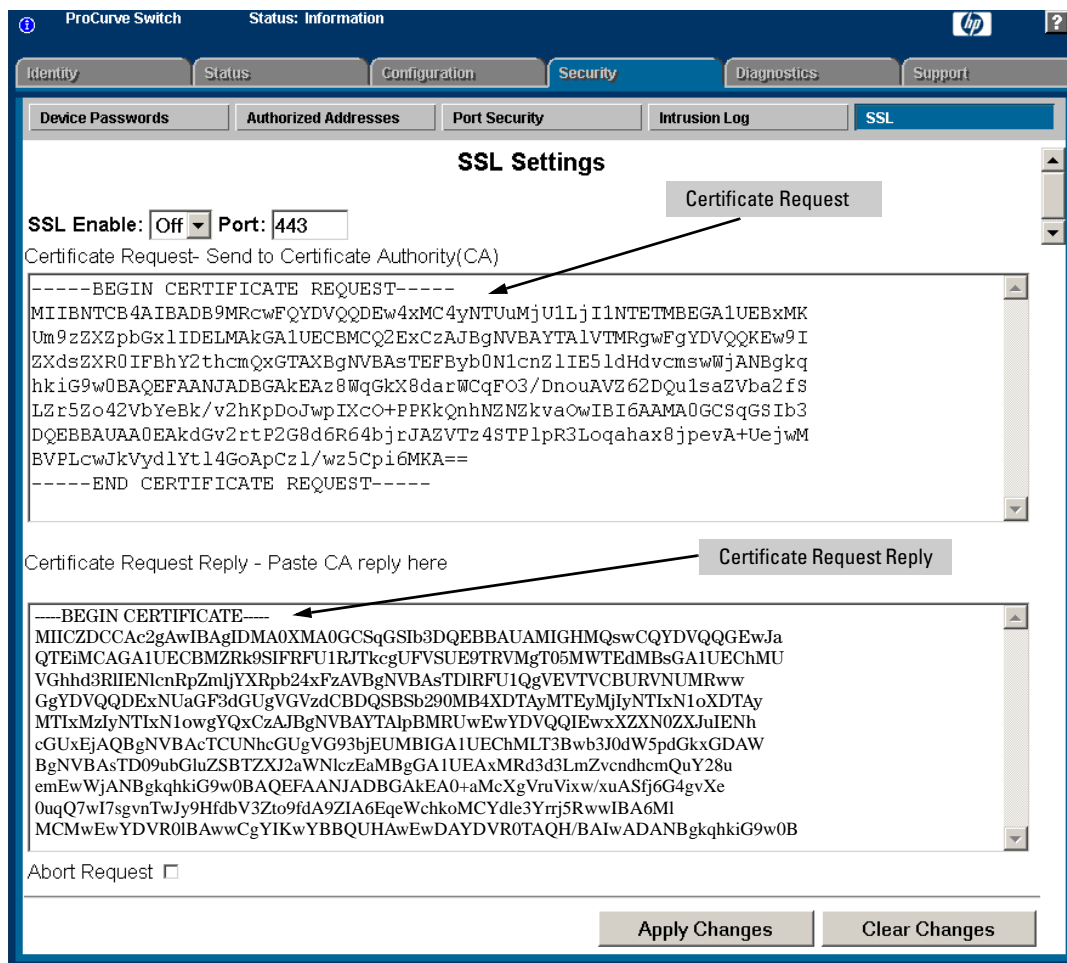 ProCurve Switch Status: Information
hp ?
Identity Status Configuration Security Diagnostics Support
Device Passwords Authorized Addresses Port Security Intrusion Log SSL
SSL Settings
Certificate Request
SSL Enable: Off Port: 443
Certificate Request- Send to Certificate Authority(CA)
-----BEGIN CERTIFICATE REQUEST-----
MIIBNTCB4AIBADB9MRcwFQYDVQQDEw4xMC4yNTUuMjU1LjI1NTETMBEGA1UEBxMK
Um9zZXZpbGxlIDELMAkGA1UECBMCQ2ExCzAJBgNVBAYTAlVTMRgwFgYDVQQKEw9I
ZXdsZXR0IFBhY2thcmQxGTAXBgNVBAsTEFByb0N1cnZlIE5ldHdvcmswWjANBgkq
hkiG9w0BAQEFAANJADBGAkEAz8WqGkX8darWCqFO3/DnouAVZ62DQu1saZVba2fS
LZr5Zo42VbYeBk/v2hKpDoJwpIXcO+PPKkQnhNZNZkvaOwIBI6AAMA0GCSqGSIb3
DQEBBAUAA0EAkdGv2rtP2G8d6R64bjrJAZVTz4STPlpR3Loqahax8jpevA+UejwM
BVPLcwJkVydlYtl4GoApCzl/wz5Cpi6MKA==
-----END CERTIFICATE REQUEST-----
Certificate Request Reply - Paste CA reply here
Certificate Request Reply
-----BEGIN CERTIFICATE-----
MIICZDCCAc2gAwIBAgIDMA0XMA0GCSqGSIb3DQEBBAUAMIGHMQswCQYDVQQGEwJa
QTEiMCAGA1UECBMZRk9SIFRFU1RJTkcgUFVSUE9TRVMgT05MWTEdMBsGA1UEChMU
VGhhd3RlIENlcnRpZmljYXRpb24xFzAVBgNVBAsTDlRFU1QgVEVTVCBURVNUMRww
GgYDVQQDExNUaGF3dGUgVGVzdCBDQSBSb290MB4XDTAyMTEyMjIyNTIxN1oXDTAy
MTIxMzIyNTIxN1owgYQxCzAJBgNVBAYTAlpBMRUwEwYDVQQIEwxXZXN0ZXJuIENh
cGUxEjAQBgNVBAcTCUNhcGUgVG93bjEUMBIGA1UEChMLT3Bwb3J0dW5pdGkxGDAW
BgNVBAsTD09ubGluZSBTZXJ2aWNlczEaMBgGA1UEAxMRd3d3LmZvcndhcmQuY28u
emEwWjANBgkqhkiG9w0BAQEFAANJADBGAkEA0+aMcXgVruVixw/xuASfj6G4gvXe
0uqQ7wI7sgvnTwJy9HfdbV3Zto9fdA9ZIA6EqeWchkoMCYdle3Yrrj5RwwIBA6Ml
MCMwEwYDVR0lBAwwCgYIKwYBBQUHAwEwDAYDVR0TAQH/BAIwADANBgkqhkiG9w0B
Abort Request
Apply Changes Clear Changes